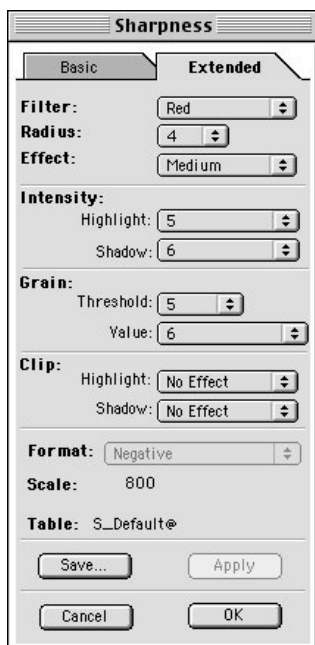 Sharpness
Basic Extended
Filter: Red
Radius: 4
Effect: Medium
Intensity:
Highlight: 5
Shadow: 6
Grain:
Threshold: 5
Value: 6
Clip:
Highlight: No Effect
Shadow: No Effect
Format: Negative
Scale: 800
Table: S_Default@
Save... Apply
Cancel OK